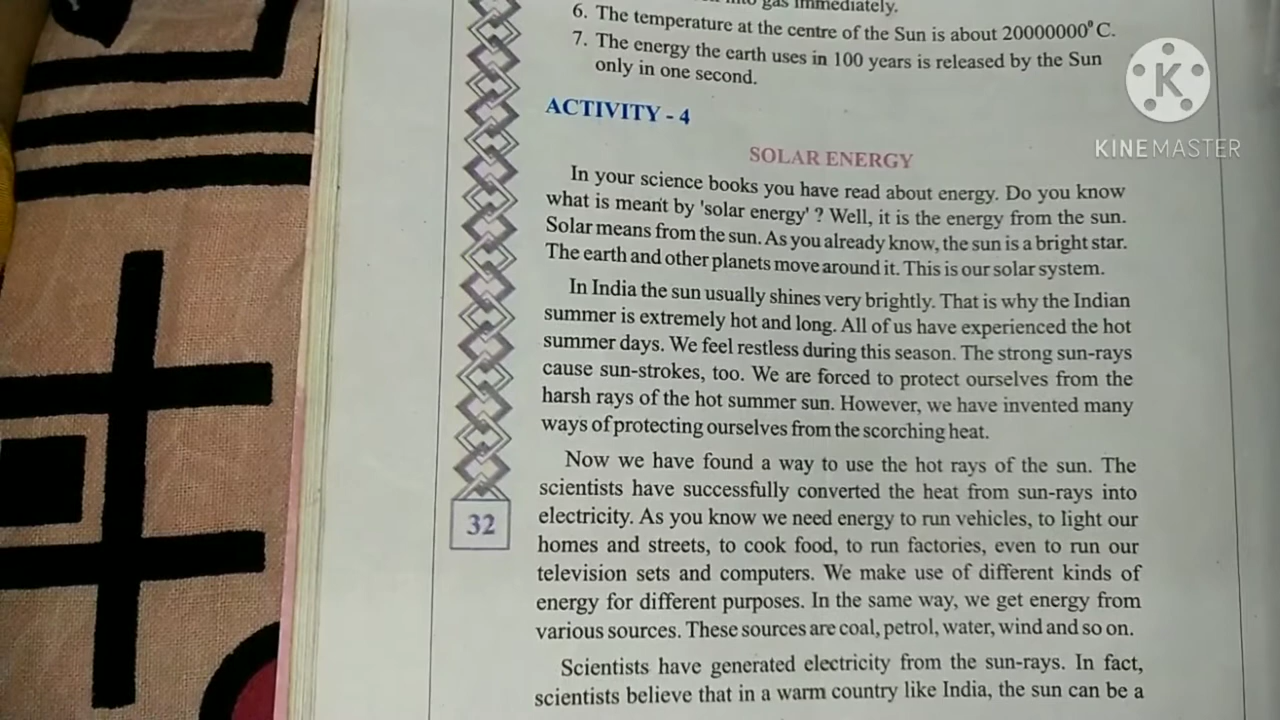 into gas immediately.
6. The temperature at the centre of the Sun is about 20000000⁰ C.
7. The energy the earth uses in 100 years is released by the Sun
only in one second.
K
KINEMASTER
ACTIVITY - 4
SOLAR ENERGY
In your science books you have read about energy. Do you know
what is meant by 'solar energy' ? Well, it is the energy from the sun.
Solar means from the sun. As you already know, the sun is a bright star.
The earth and other planets move around it. This is our solar system.
In India the sun usually shines very brightly. That is why the Indian
summer is extremely hot and long. All of us have experienced the hot
summer days. We feel restless during this season. The strong sun-rays
cause sun-strokes, too. We are forced to protect ourselves from the
harsh rays of the hot summer sun. However, we have invented many
ways of protecting ourselves from the scorching heat.
Now we have found a way to use the hot rays of the sun. The
scientists have successfully converted the heat from sun-rays into
electricity. As you know we need energy to run vehicles, to light our
homes and streets, to cook food, to run factories, even to run our
television sets and computers. We make use of different kinds of
energy for different purposes. In the same way, we get energy from
various sources. These sources are coal, petrol, water, wind and so on.
Scientists have generated electricity from the sun-rays. In fact,
scientists believe that in a warm country like India, the sun can be a
32